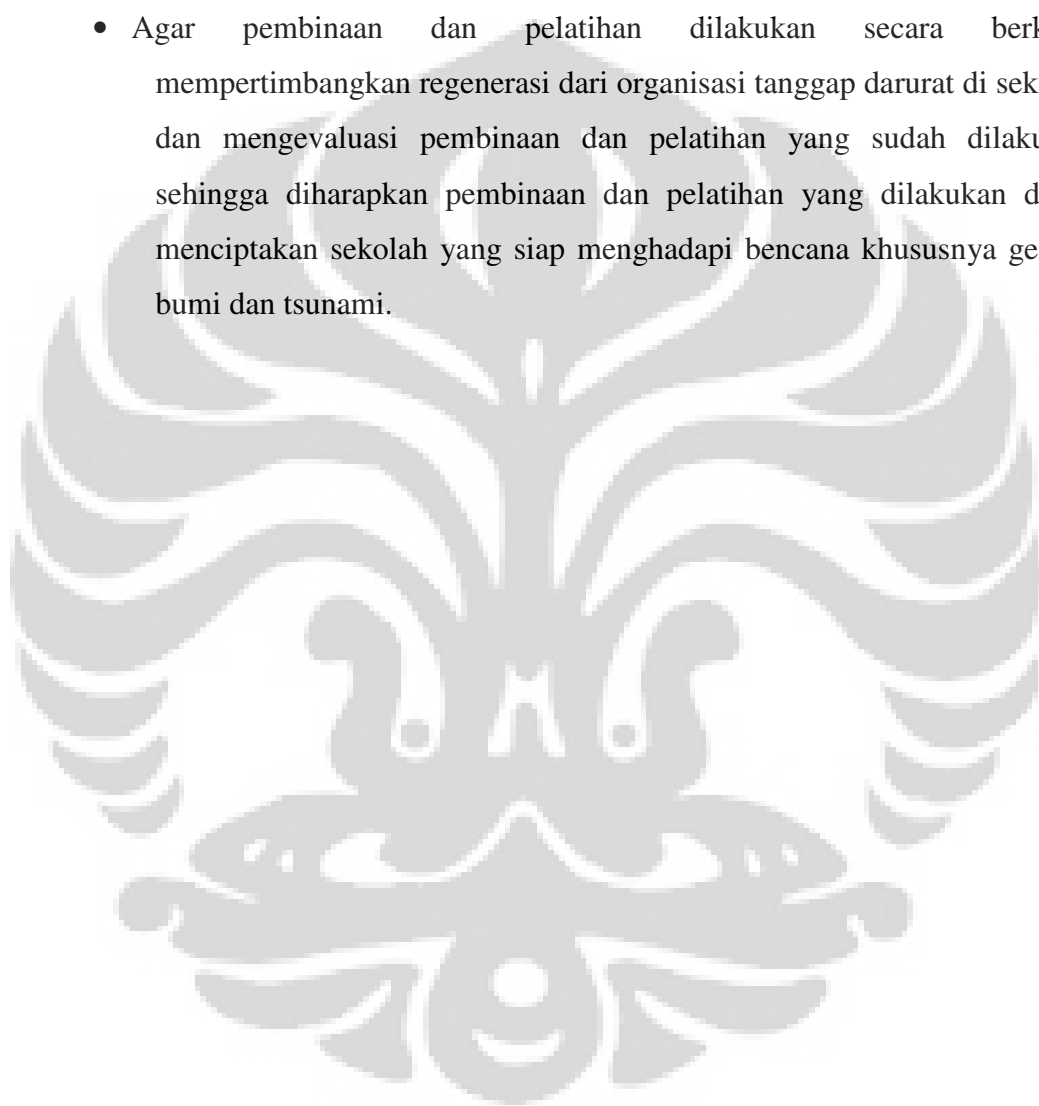 • Agar pembinaan dan pelatihan dilakukan secara
mempertimbangkan regenerasi dari organisasi tanggap darurat di
dan mengevaluasi pembinaan dan pelatihan yang sudah
sehingga diharapkan pembinaan dan pelatihan yang dilakukan
menciptakan sekolah yang siap menghadapi bencana khususnya
bumi dan tsunami.